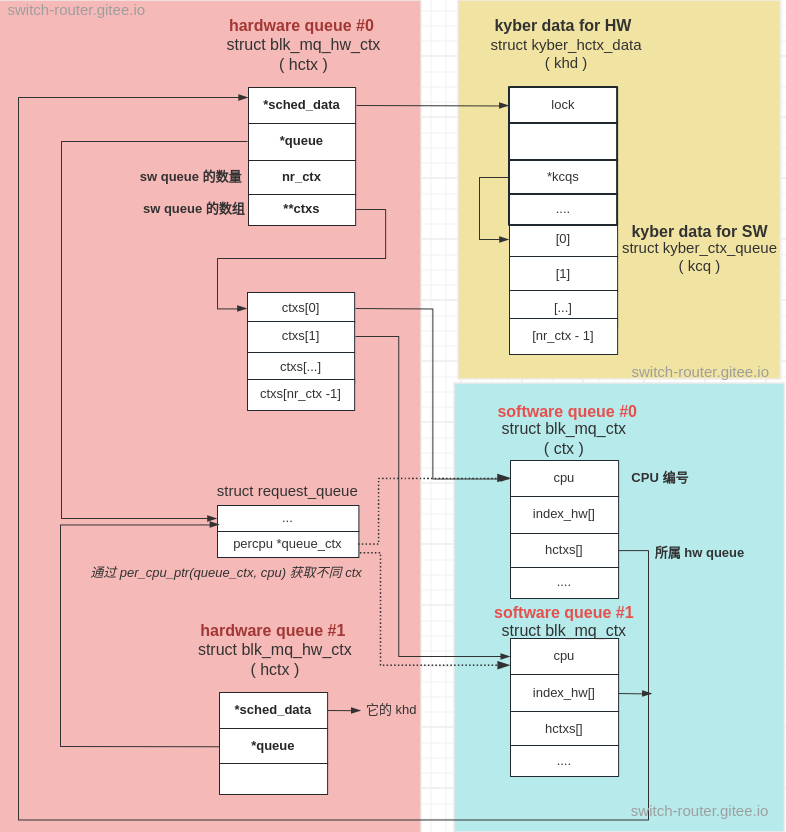 switch-router.gitee.io
hardware queue #0
struct blk_mq_hw_ctx
( hctx )
*sched_data
*queue
sw queue 的数量
nr_ctx
sw queue 的数组
**ctxs
ctxs[0]
ctxs[1]
ctxs[...]
ctxs[nr_ctx -1]
struct request_queue
...
percpu *queue_ctx
通过 per_cpu_ptr(queue_ctx, cpu) 获取不同 ctx
hardware queue #1
struct blk_mq_hw_ctx
( hctx )
*sched_data
它的 khd
*queue
kyber data for HW
struct kyber_hctx_data
( khd )
lock
*kcqs
....
[0]
[1]
[...]
[nr_ctx - 1]
kyber data for SW
struct kyber_ctx_queue
( kcq )
switch-router.gitee.io
software queue #0
struct blk_mq_ctx
( ctx )
cpu
CPU 编号
index_hw[]
hctxs[]
所属 hw queue
....
software queue #1
struct blk_mq_ctx
cpu
index_hw[]
hctxs[]
....
switch-router.gitee.io